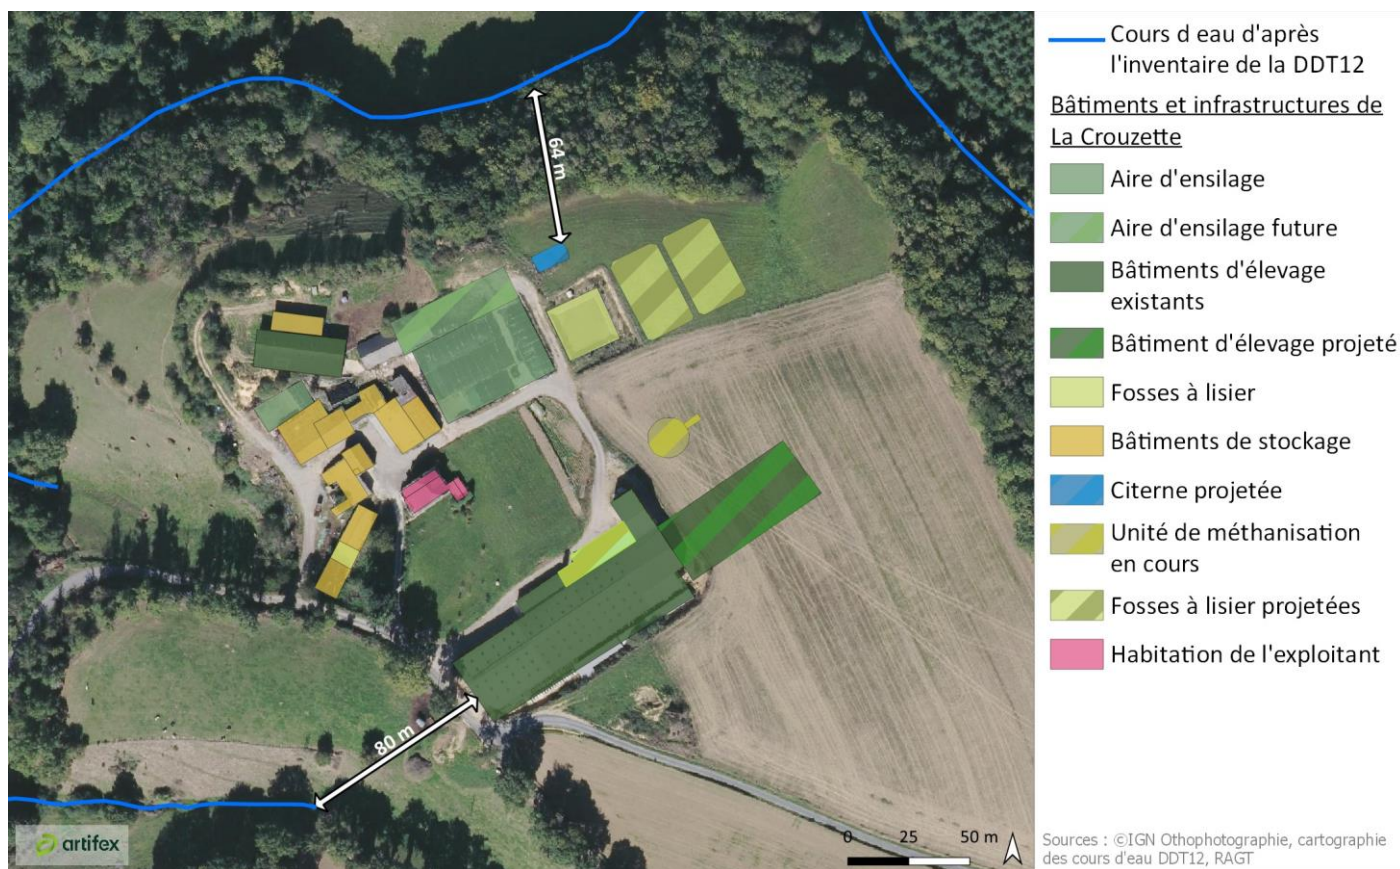 64 m
80 m
artifex
0 25 50 m
Cours d eau d'après
l'inventaire de la DDT12
Bâtiments et infrastructures de
La Crouzette
Aire d'ensilage
Aire d'ensilage future
Bâtiments d'élevage
existants
Bâtiment d'élevage projeté
Fosses à lisier
Bâtiments de stockage
Citerne projetée
Unité de méthanisation
en cours
Fosses à lisier projetées
Habitation de l'exploitant
Sources : ©IGN Othophotographie, cartographie
des cours d'eau DDT12, RAGT